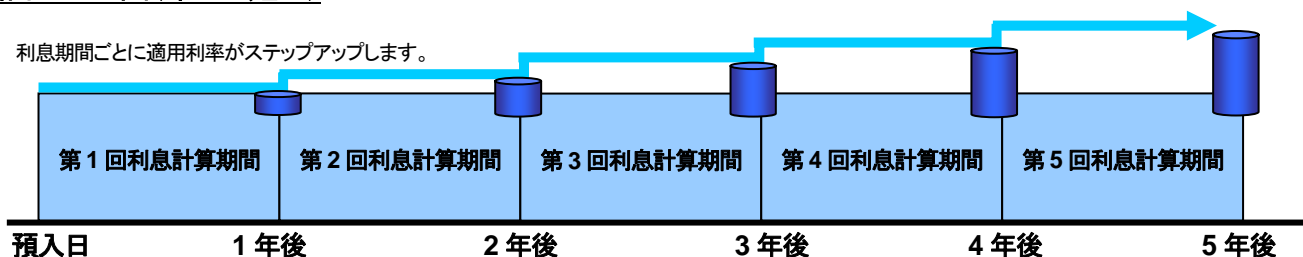 利息期間ごとに適用利率がステップアップします。
第1回利息計算期間 第2回利息計算期間 第3回利息計算期間 第4回利息計算期間 第5回利息計算期間
預入日 1年後 2年後 3年後 4年後 5年後